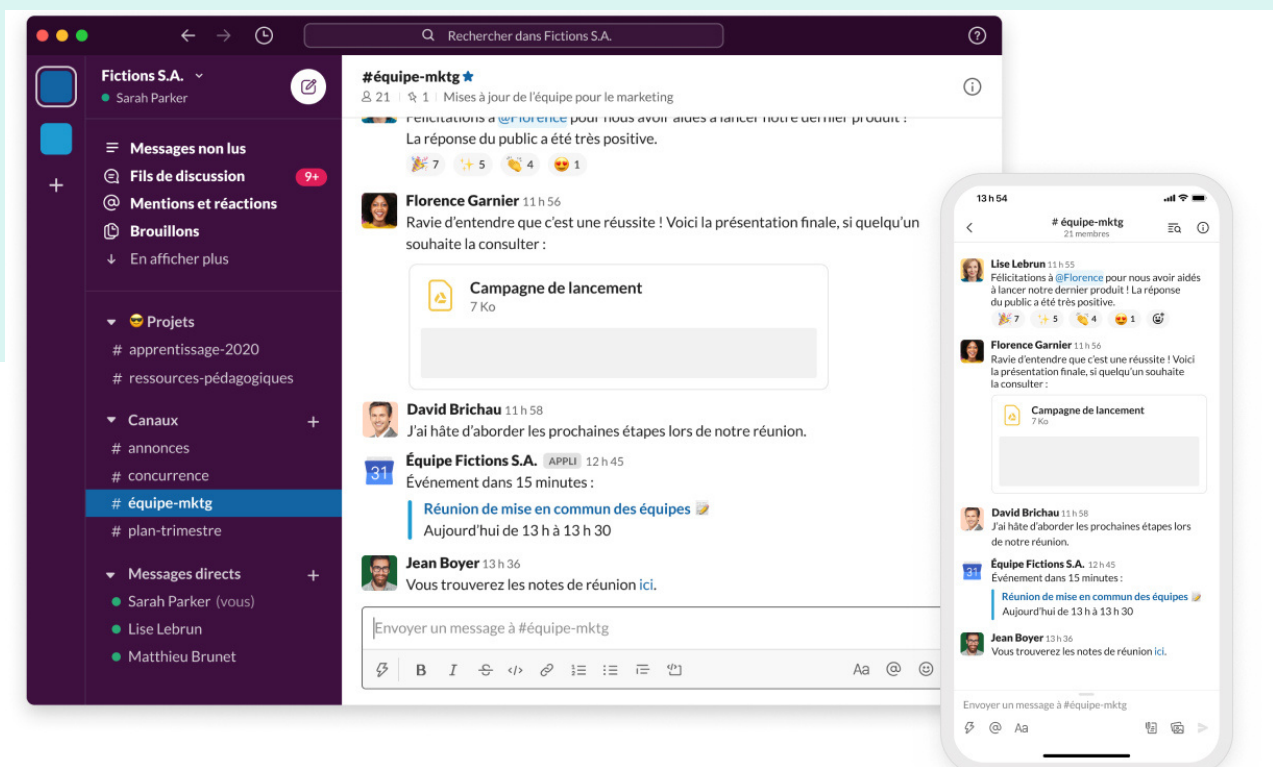 Rechercher dans Fictions S.A.
Fictions S.A.
Sarah Parker
Messages non lus
Fils de discussion 9+
Mentions et réactions
Brouillons
En afficher plus
Projets
# apprentissage-2020
# ressources-pédagogiques
Canaux +
# annonces
# concurrence
# équipe-mktg
# plan-trimestre
Messages directs +
Sarah Parker (vous)
Lise Lebrun
Matthieu Brunet
#équipe-mktg
21 | 1 | Mises à jour de l'équipe pour le marketing
Félicitations à @Florence pour nous avoir aidés à lancer notre dernier produit !
La réponse du public a été très positive.
7 5 4 1
Florence Garnier 11 h 56
Ravie d'entendre que c'est une réussite ! Voici la présentation finale, si quelqu'un
souhaite la consulter :
Campagne de lancement
7 Ko
David Brichau 11 h 58
J'ai hâte d'aborder les prochaines étapes lors de notre réunion.
31
Équipe Fictions S.A. APPLI 12 h 45
Événement dans 15 minutes :
Réunion de mise en commun des équipes
Aujourd'hui de 13 h à 13 h 30
Jean Boyer 13 h 36
Vous trouverez les notes de réunion ici.
Envoyer un message à #équipe-mktg
B I S </> Aa @
13 h 54
# équipe-mktg
21 membres
Lise Lebrun 11 h 55
Félicitations à @Florence pour nous avoir aidés
à lancer notre dernier produit ! La réponse
du public a été très positive.
7 5 4 1
Florence Garnier 11 h 56
Ravie d'entendre que c'est une réussite ! Voici
la présentation finale, si quelqu'un souhaite
la consulter :
Campagne de lancement
7 Ko
David Brichau 11 h 58
J'ai hâte d'aborder les prochaines étapes lors
de notre réunion.
31
Équipe Fictions S.A. 12 h 45
Événement dans 15 minutes :
Réunion de mise en commun des équipes
Aujourd'hui de 13 h à 13 h 30
Jean Boyer 13 h 36
Vous trouverez les notes de réunion ici.
Envoyer un message à #équipe-mktg
@ Aa